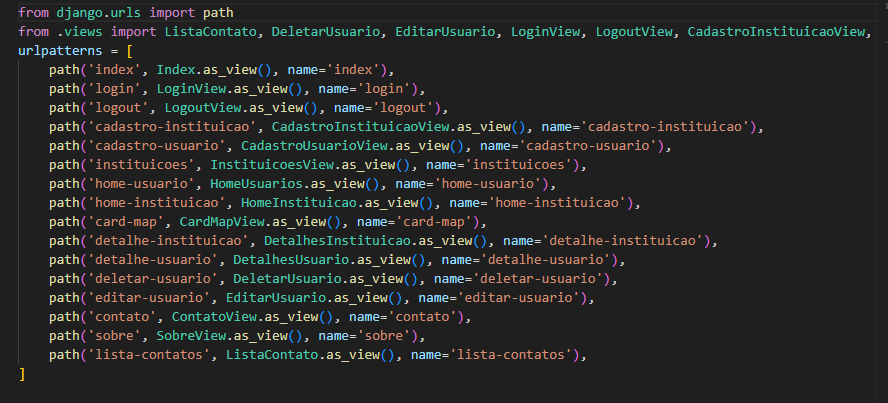 from django.urls import path
from .views import ListaContato, DeletarUsuario, EditarUsuario, LoginView, LogoutView, CadastroInstituicaoView,
urlpatterns = [
    path('index', Index.as_view(), name='index'),
    path('login', LoginView.as_view(), name='login'),
    path('logout', LogoutView.as_view(), name='logout'),
    path('cadastro-instituicao', CadastroInstituicaoView.as_view(), name='cadastro-instituicao'),
    path('cadastro-usuario', CadastroUsuarioView.as_view(), name='cadastro-usuario'),
    path('instituicoes', InstituicoesView.as_view(), name='instituicoes'),
    path('home-usuario', HomeUsuarios.as_view(), name='home-usuario'),
    path('home-instituicao', HomeInstituicao.as_view(), name='home-instituicao'),
    path('card-map', CardMapView.as_view(), name='card-map'),
    path('detalhe-instituicao', DetalhesInstituicao.as_view(), name='detalhe-instituicao'),
    path('detalhe-usuario', DetalhesUsuario.as_view(), name='detalhe-usuario'),
    path('deletar-usuario', DeletarUsuario.as_view(), name='deletar-usuario'),
    path('editar-usuario', EditarUsuario.as_view(), name='editar-usuario'),
    path('contato', ContatoView.as_view(), name='contato'),
    path('sobre', SobreView.as_view(), name='sobre'),
    path('lista-contatos', ListaContato.as_view(), name='lista-contatos'),
]